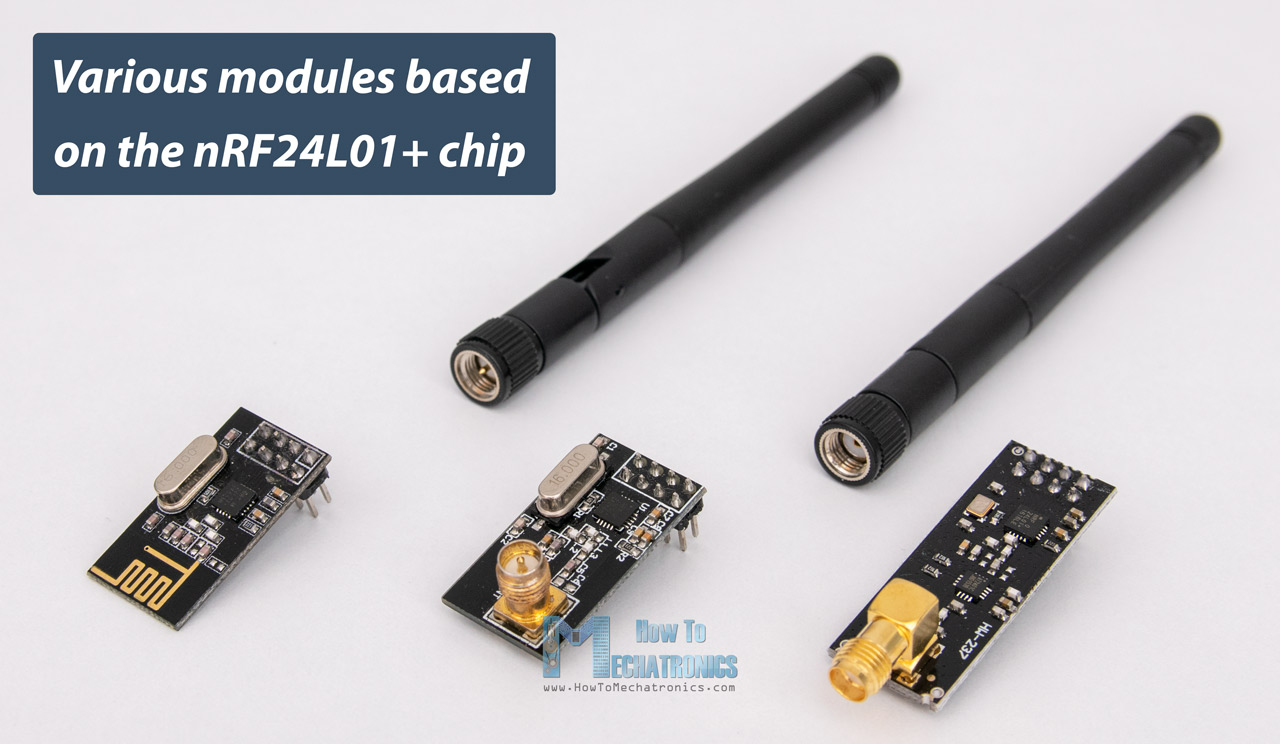 Various modules based
on the nRF24L01+ chip
16.000
HW-237
How To
MECHATRONICS
www.HowToMechatronics.com